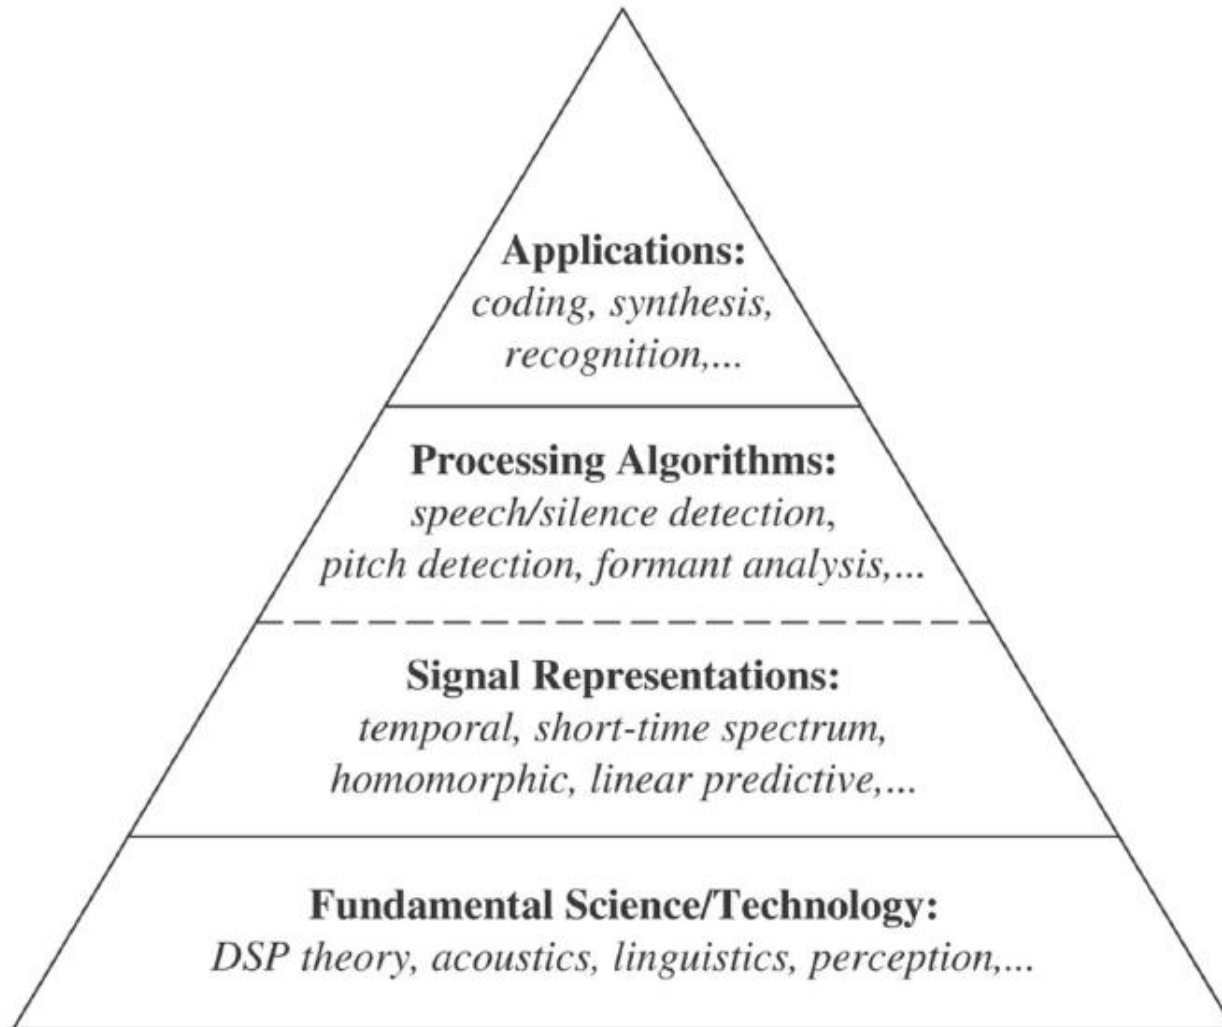 Applications:
coding, synthesis,
recognition,...
Processing Algorithms:
speech/silence detection,
pitch detection, formant analysis,...
Signal Representations:
temporal, short-time spectrum,
homomorphic, linear predictive,...
Fundamental Science/Technology:
DSP theory, acoustics, linguistics, perception,...